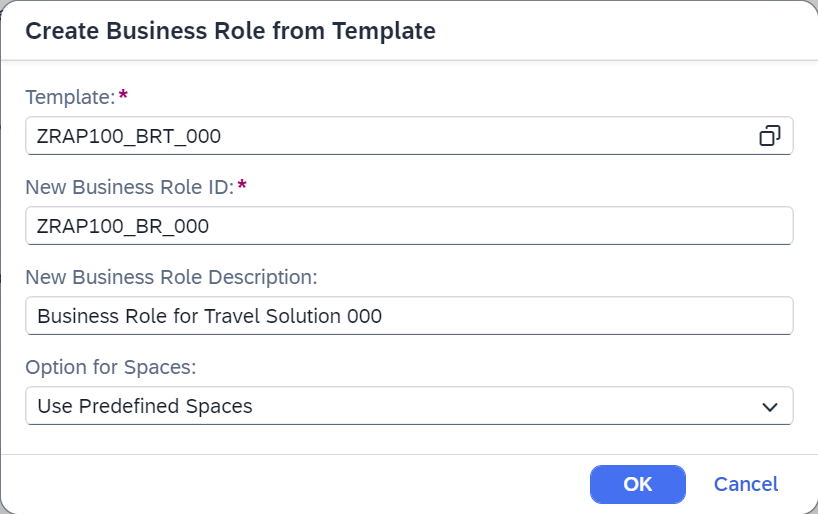 Create Business Role from Template
Template:*
ZRAP100_BRT_000
New Business Role ID:*
ZRAP100_BR_000
New Business Role Description:
Business Role for Travel Solution 000
Option for Spaces:
Use Predefined Spaces
OK Cancel